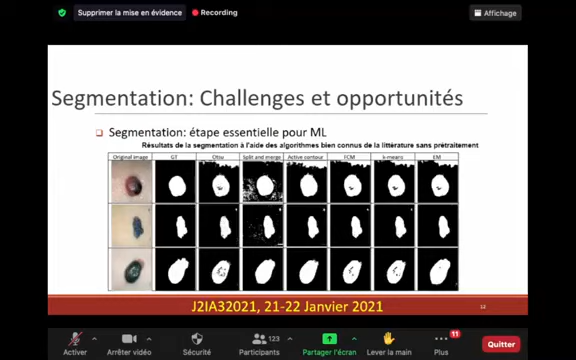 Supprimer la mise en évidence
Recording
Affichage
Segmentation: Challenges et opportunités
Segmentation: étape essentielle pour ML
Résultats de la segmentation à l'aide des algorithmes bien connus de la littérature sans prétraitement
Original image GT Otsu Split and merge Active contour FCM k-means EM
J2IA32021, 21-22 Janvier 2021
12
123
11
Activer Arrêter vidéo Sécurité Participants Partager l'écran Lever la main Plus Quitter